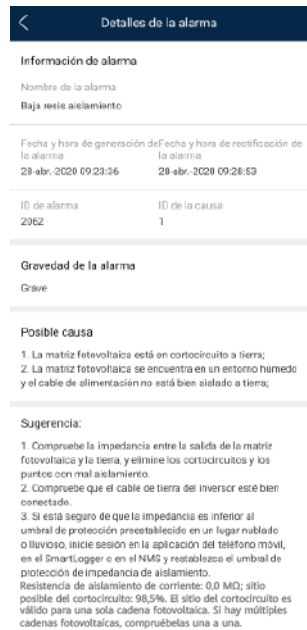 Detalles de la alarma
Información de alarma
Nombre de la alarma
Baja resis aislamiento
Fecha y hora de generación de la alarma
28-abr.-2020 09:23:36
Fecha y hora de rectificación de la alarma
28-abr.-2020 09:28:53
ID de alarma
2062
ID de la causa
1
Gravedad de la alarma
Grave
Posible causa
1. La matriz fotovoltaica está en cortocircuito a tierra;
2. La matriz fotovoltaica se encuentra en un entorno húmedo
y el cable de alimentación no está bien aislado a tierra;
Sugerencia:
1. Compruebe la impedancia entre la salida de la matriz
fotovoltaica y la tierra, y elimine los cortocircuitos y los
puntos con mal aislamiento.
2. Compruebe que el cable de tierra del inversor esté bien
conectado.
3. Si está seguro de que la impedancia es inferior al
umbral de protección preestablecido en un lugar nublado
o lluvioso, inicie sesión en la aplicación del teléfono móvil,
en el SmartLogger o en el NMS y restablezca el umbral de
protección de impedancia de aislamiento.
Resistencia de aislamiento de corriente: 0,0 MΩ; sitio
posible del cortocircuito: 98,5%. El sitio del cortocircuito es
válido para una sola cadena fotovoltaica. Si hay múltiples
cadenas fotovoltaicas, compruébelas una a una.